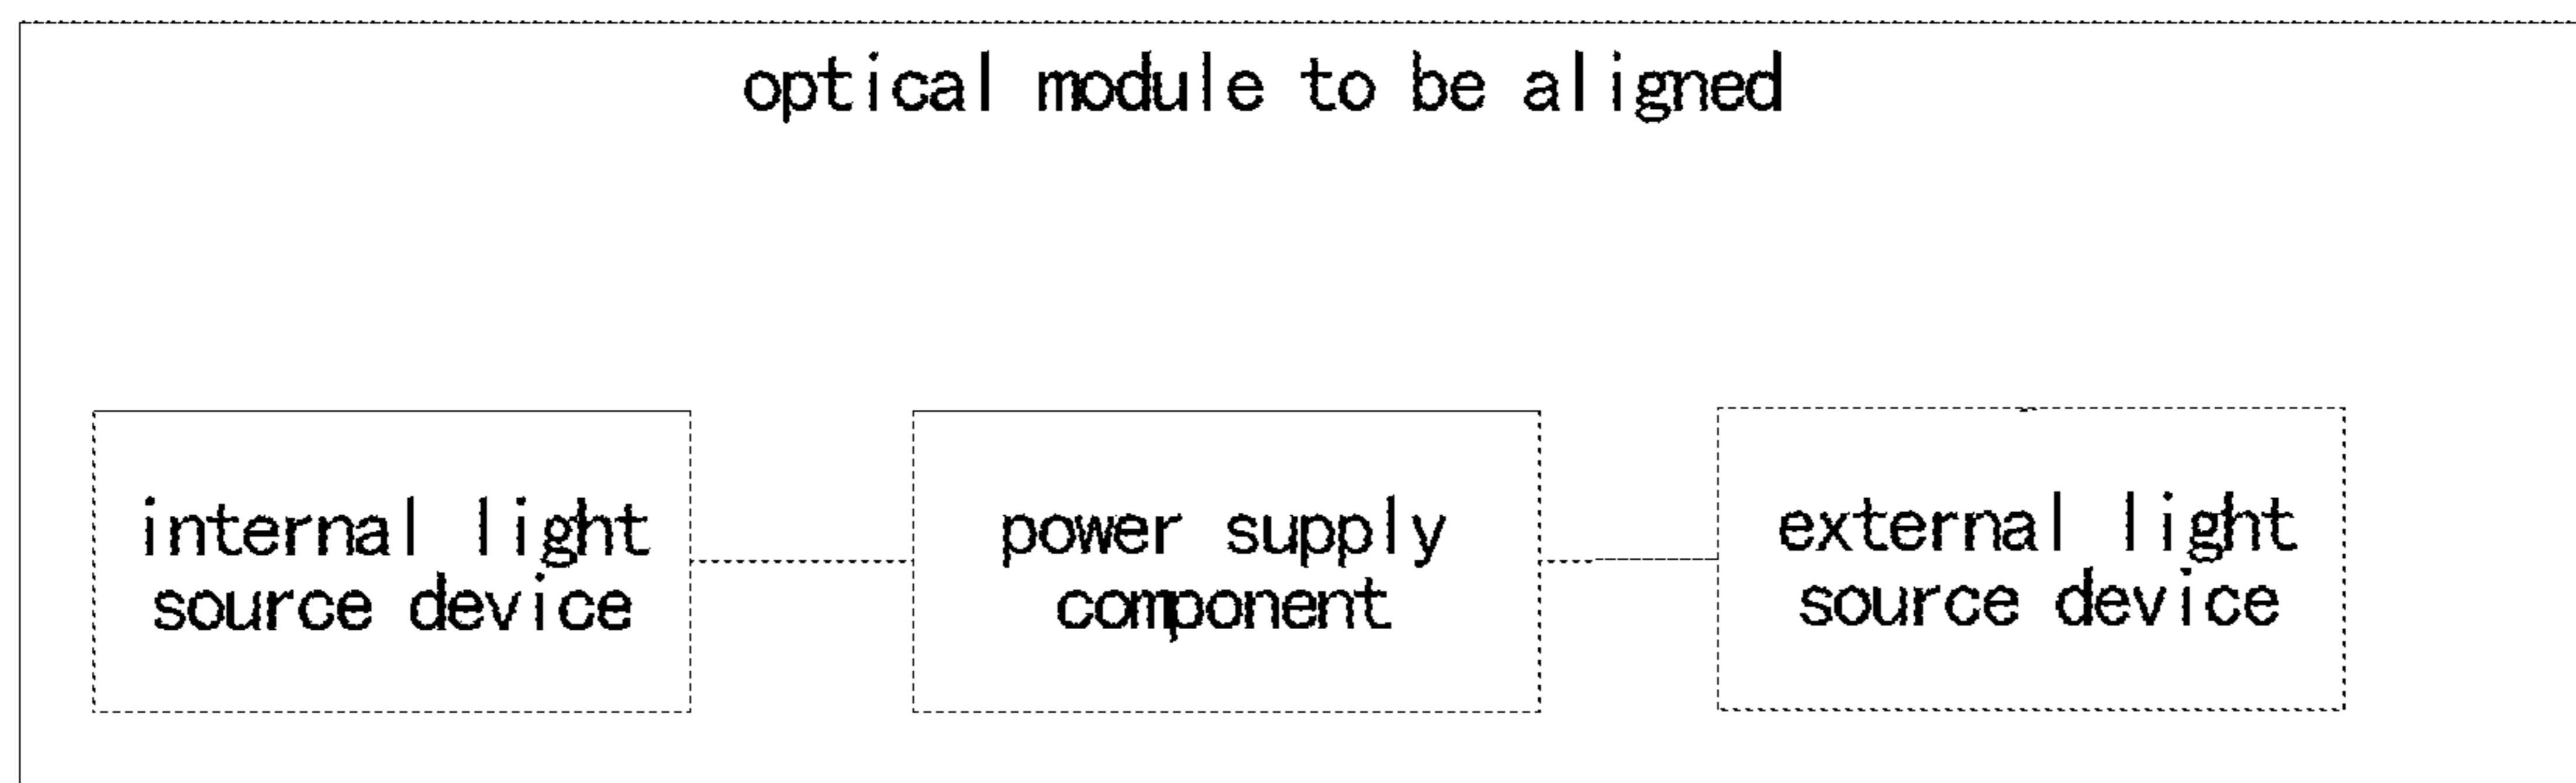 optical module to be aligned
internal light
source device
power supply
component
external light
source device